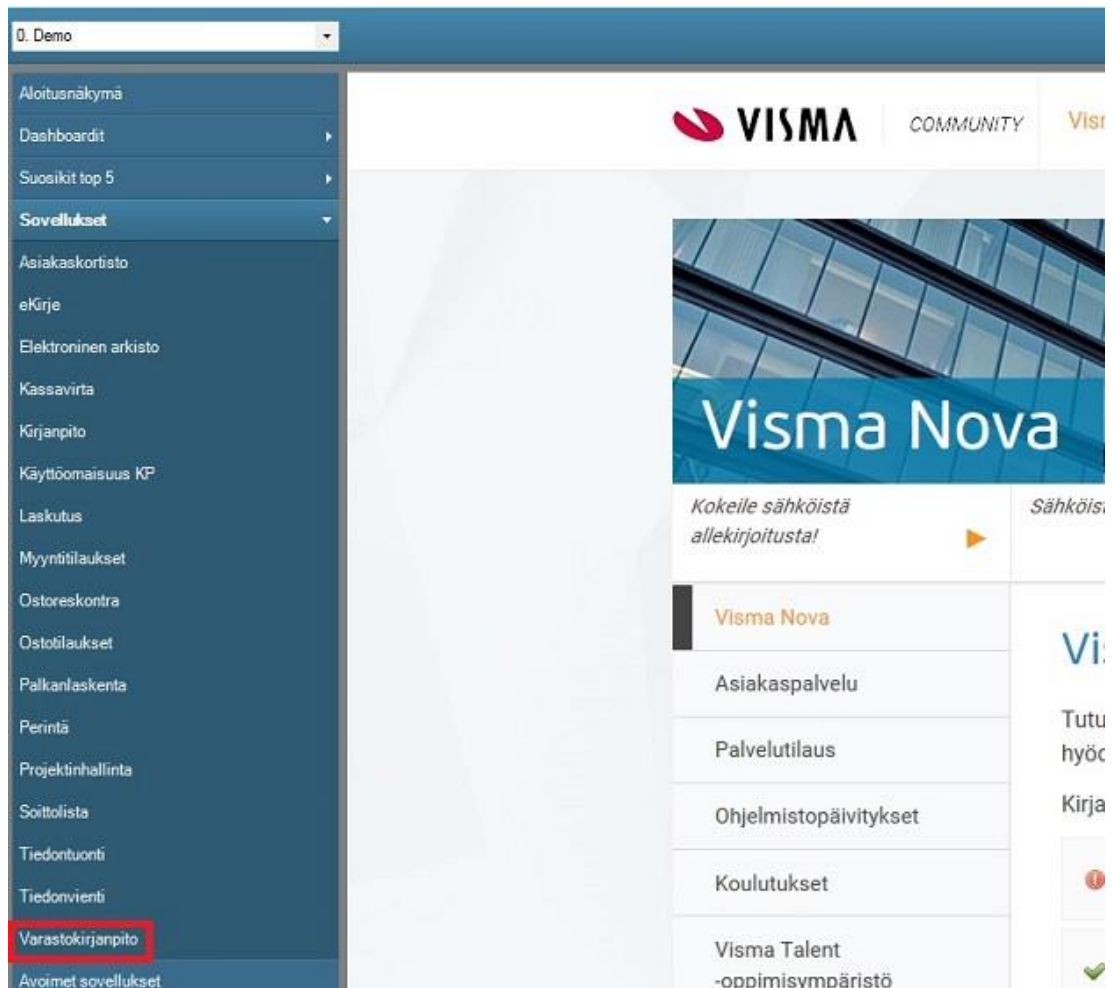 0. Demo
Aloitusnäkymä
Dashboardit
Suosikit top 5
Sovellukset
Asiakaskortisto
eKirje
Elektroninen arkisto
Kassavirta
Kirjanpito
Käyttöomaisuus KP
Laskutus
Myyntitilaukset
Ostoreskontra
Ostotilaukset
Palkanlaskenta
Perintä
Projektinhallinta
Soittolista
Tiedontuonti
Tiedonvienti
Varastokirjanpito
Avoimet sovellukset
VISMA COMMUNITY
Visma Nova
Kokeile sähköistä
allekirjoitusta!
Visma Nova
Asiakaspalvelu
Palvelutilaus
Ohjelmistopäivitykset
Koulutukset
Visma Talent
-oppimisympäristö